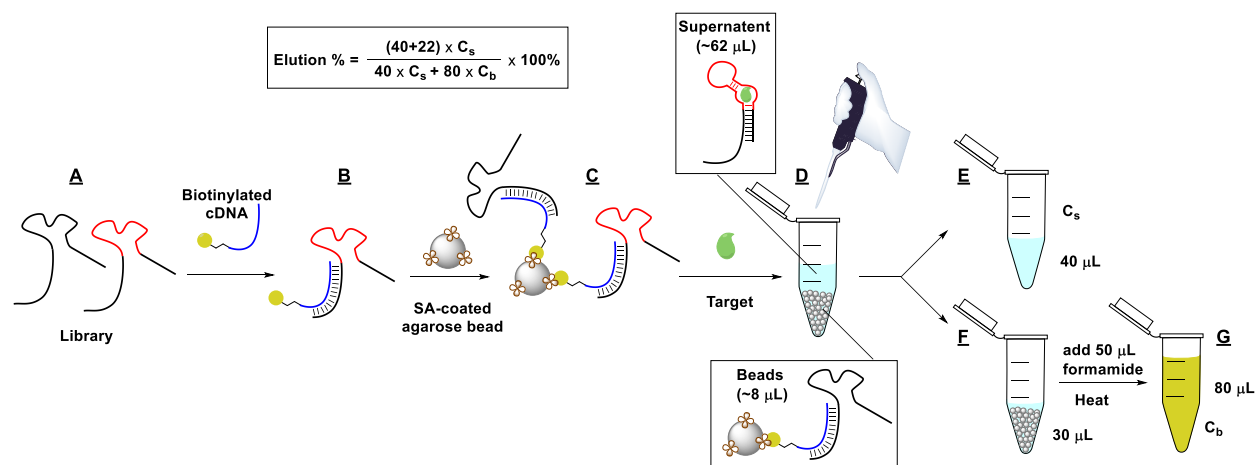 Elution % = (40+22) x Cs / 40 x Cs + 80 x Cb x 100%
Supernatent
(~62 μL)
A
Biotinylated
cDNA
B
C
D
E
Cs
40 μL
Library
SA-coated
agarose bead
Target
Beads
(~8 μL)
F
30 μL
add 50 μL
formamide
Heat
G
80 μL
Cb